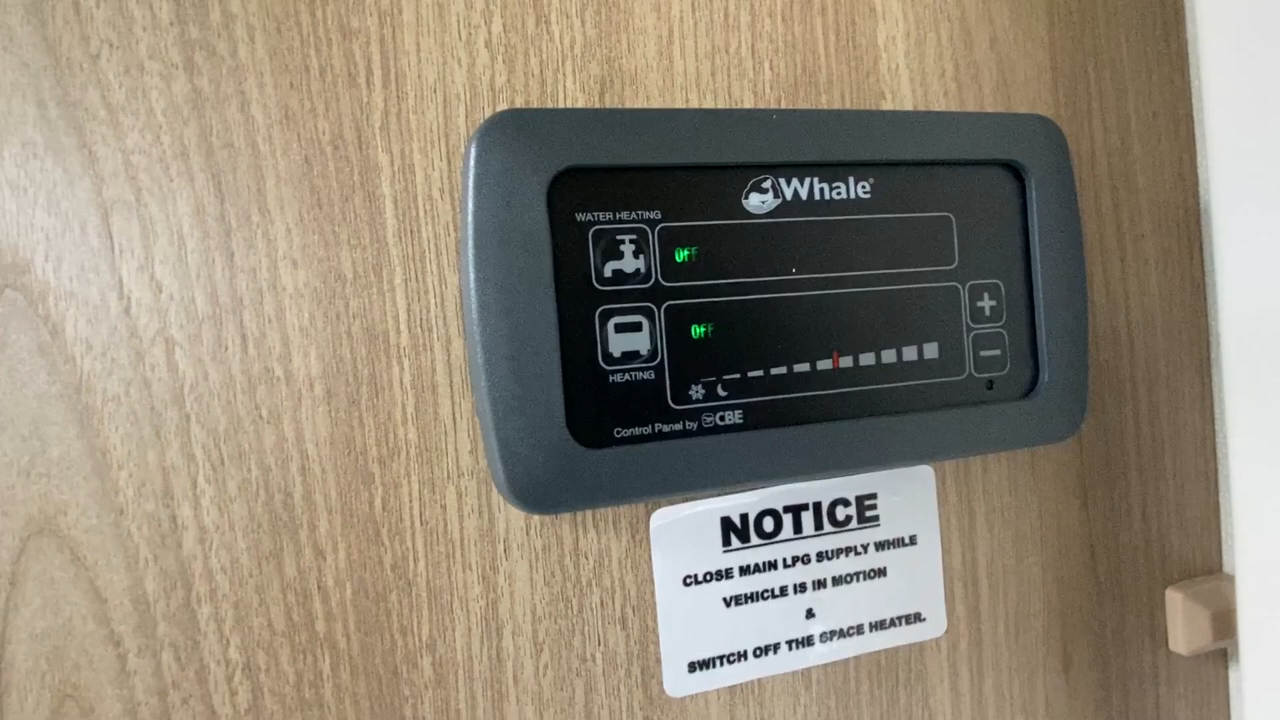 Whale®
WATER HEATING
OFF
OFF
HEATING
Control Panel by CBE
NOTICE
CLOSE MAIN LPG SUPPLY WHILE
VEHICLE IS IN MOTION
&
SWITCH OFF THE SPACE HEATER.